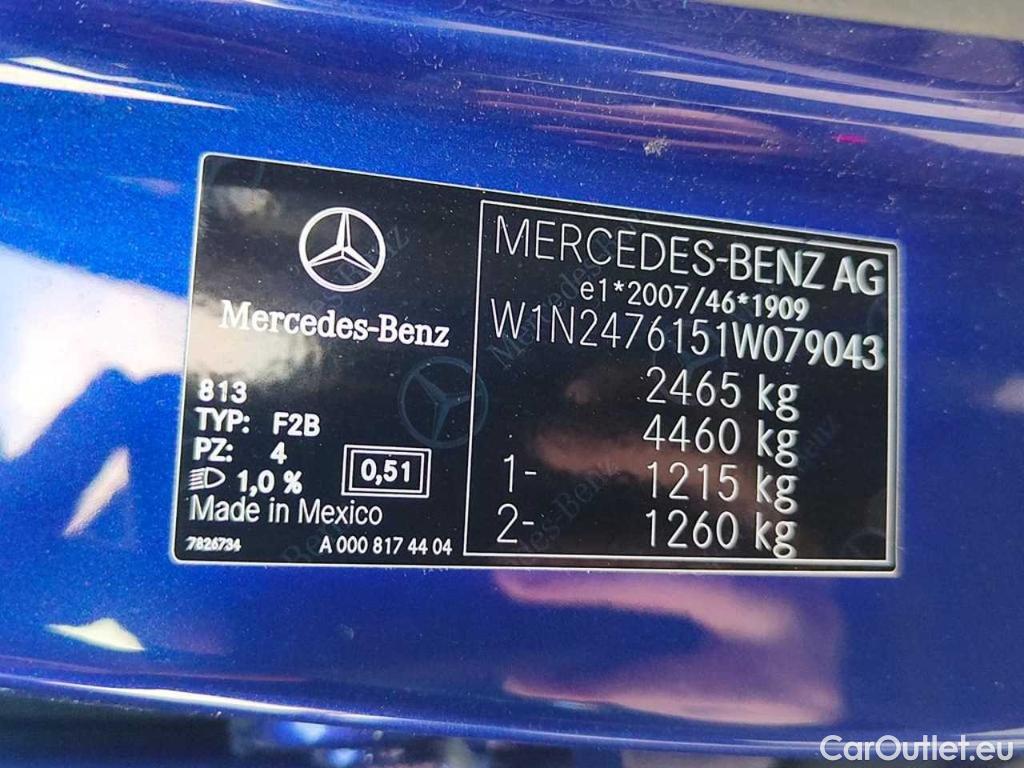 Mercedes-Benz
813
TYP: F2B
PZ: 4
1,0 %
0,51
Made in Mexico
7826734
A 000 817 44 04
MERCEDES-BENZ AG
e1*2007/46*1909
W1N2476151W079043
2465 kg
4460 kg
1- 1215 kg
2- 1260 kg
CarOutlet.eu